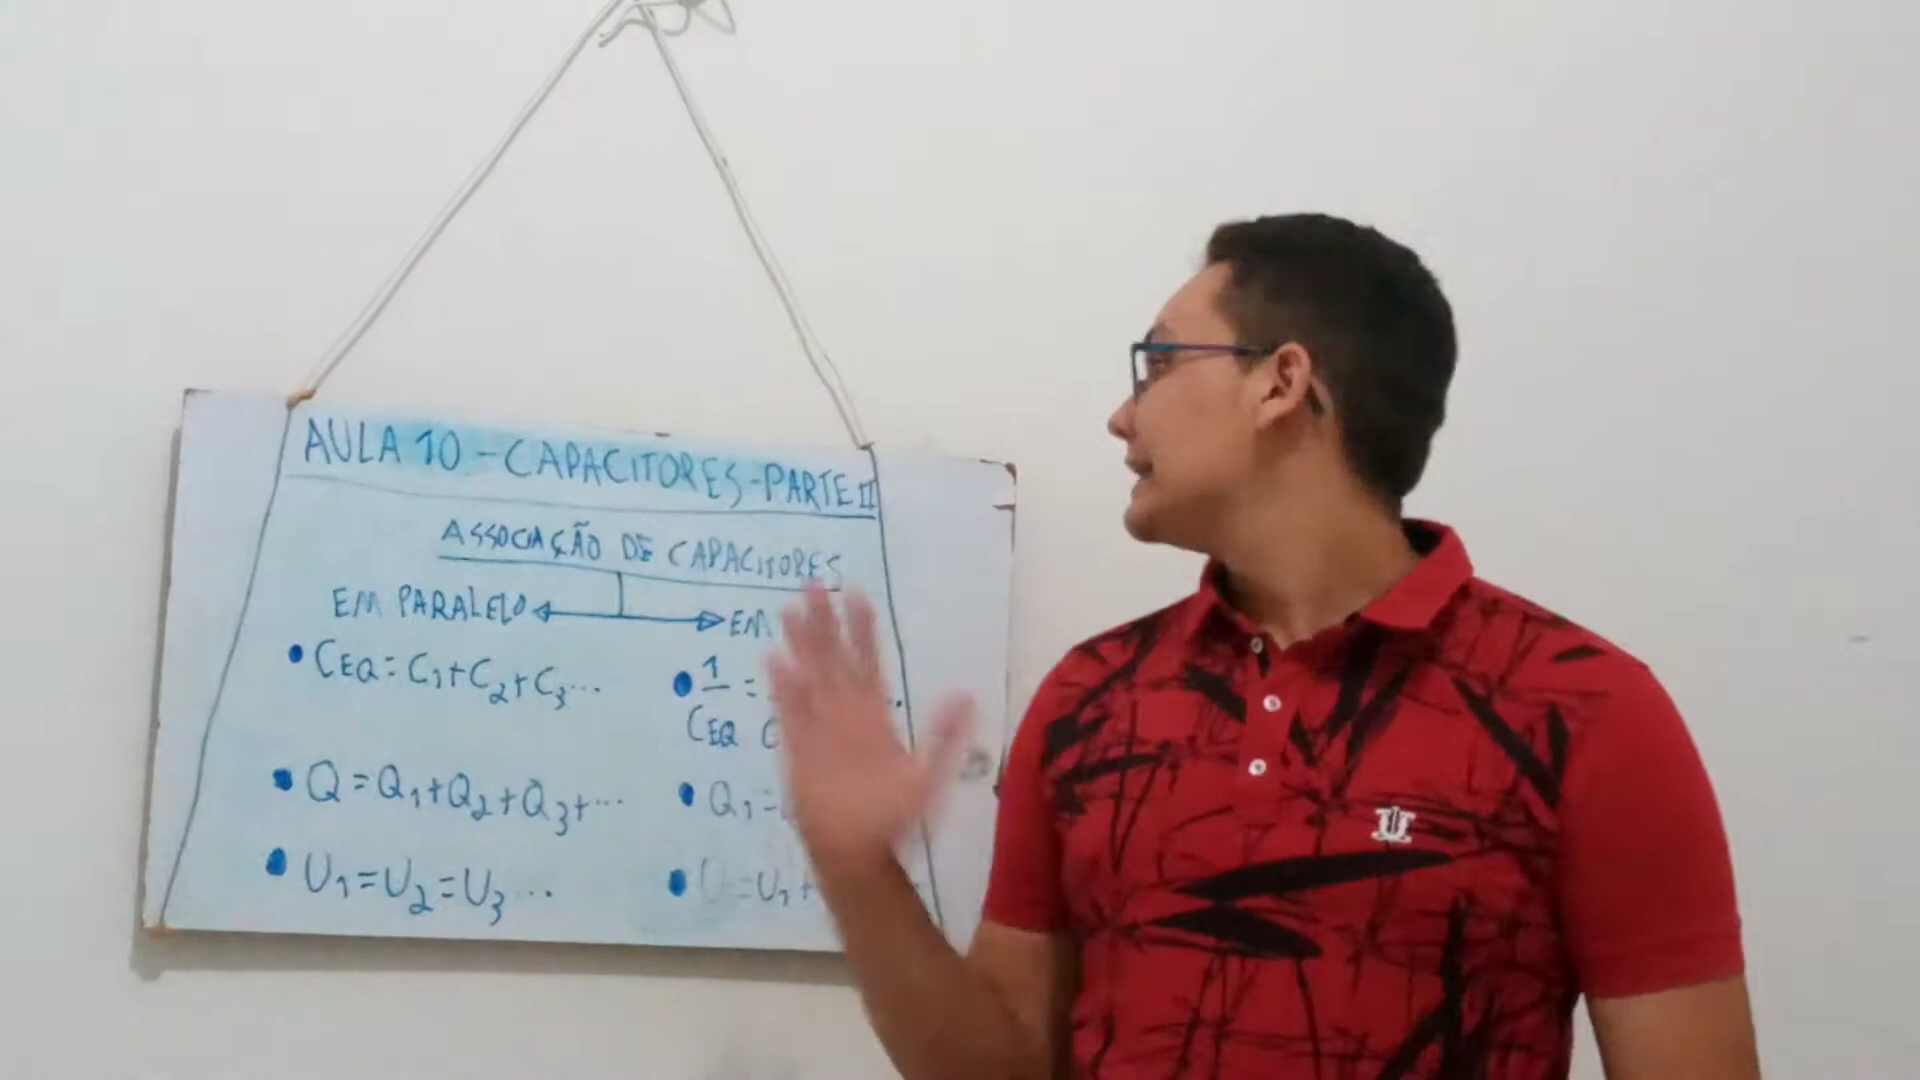 AULA 10 - CAPACITORES - PARTE II
ASSOCIAÇÃO DE CAPACITORES
EM PARALELO
• CEQ = C1 + C2 + C3 ...
• Q = Q1 + Q2 + Q3 + ...
• U1 = U2 = U3 ...
EM
• 1 =
CEQ C
• Q1 =
• U = U1 +